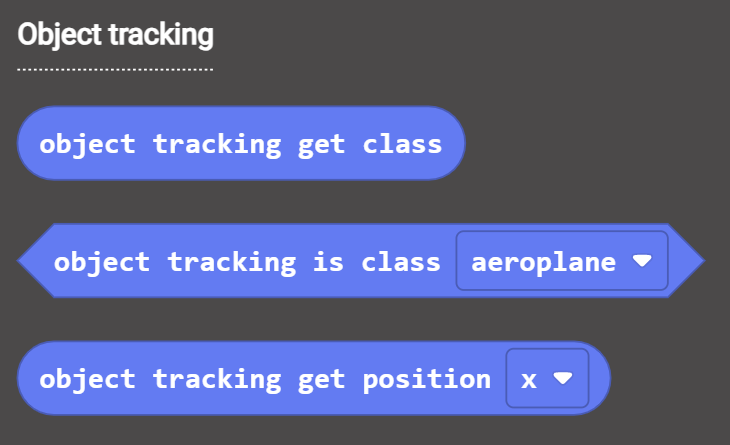 Object tracking
object tracking get class
object tracking is class aeroplane
object tracking get position x